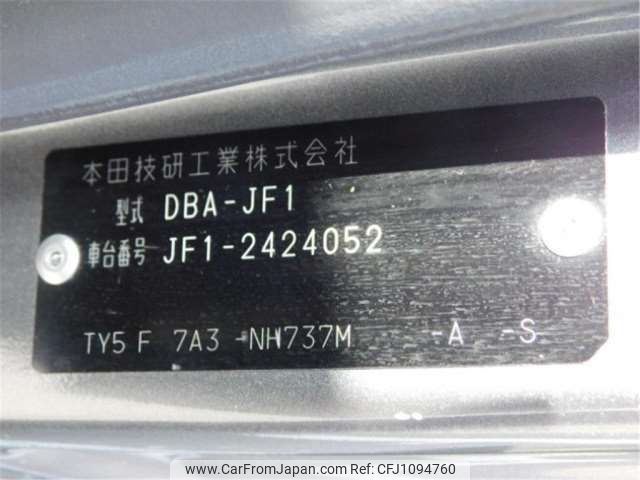 本田技研工業株式会社
型式 DBA-JF1
車台番号 JF1-2424052
TY5 F 7A3 -NH737M -A -S
www.CarFromJapan.com | Ref. Code: CFJ1094760